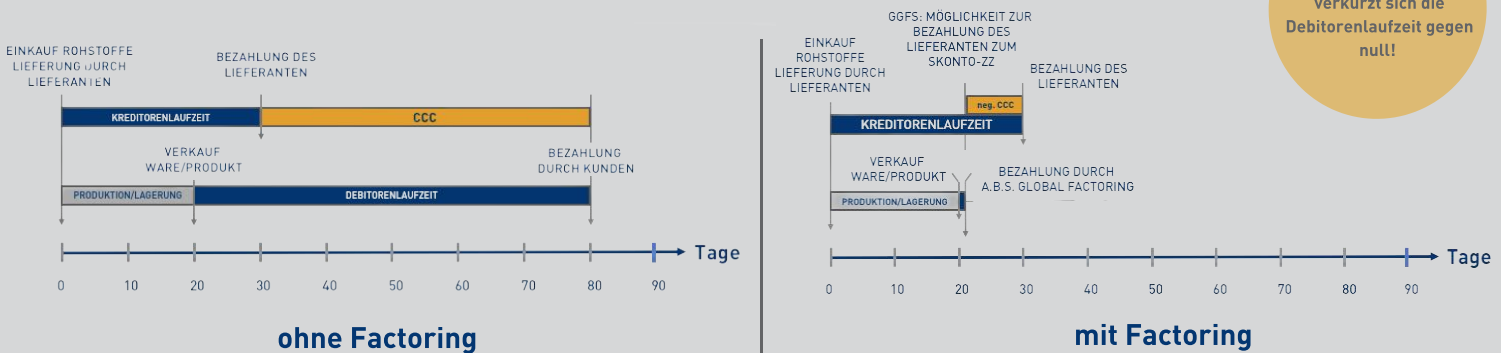 EINKAUF ROHSTOFFE
LIEFERUNG DURCH
LIEFERANTEN
BEZAHLUNG DES
LIEFERANTEN
KREDITORENLAUFZEIT
CCC
VERKAUF
WARE/PRODUKT
BEZAHLUNG
DURCH KUNDEN
PRODUKTION/LAGERUNG
DEBITORENLAUFZEIT
Tage
0 10 20 30 40 50 60 70 80 90
ohne Factoring
EINKAUF
ROHSTOFFE
LIEFERUNG DURCH
LIEFERANTEN
GGFS: MÖGLICHKEIT ZUR
BEZAHLUNG DES
LIEFERANTEN ZUM
SKONTO-ZZ
BEZAHLUNG DES
LIEFERANTEN
neg. CCC
KREDITORENLAUFZEIT
VERKAUF
WARE/PRODUKT
BEZAHLUNG DURCH
A.B.S. GLOBAL FACTORING
PRODUKTION/LAGERUNG
Tage
0 10 20 30 40 50 60 70 80 90
mit Factoring
verkürzt sich die
Debitorenlaufzeit gegen
null!